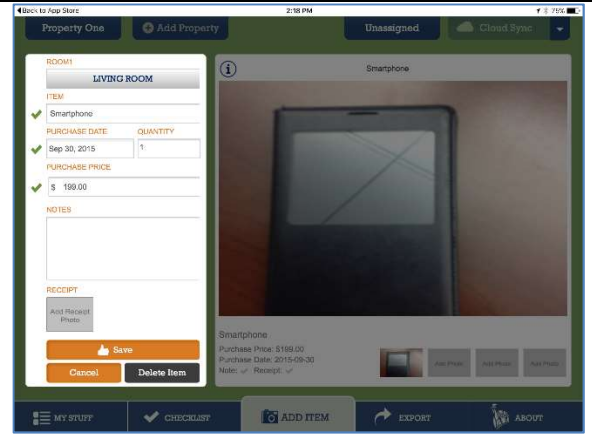 Back to App Store 2:18 PM 75%
Property One Add Property Unassigned Cloud Sync
ROOM1
LIVING ROOM
ITEM
Smartphone
PURCHASE DATE QUANTITY
Sep 30, 2015 1
PURCHASE PRICE
$ 199.00
NOTES
RECEIPT
Add Receipt
Photo
Save
Cancel Delete Item
Smartphone
Smartphone
Purchase Price: $199.00
Purchase Date: 2015-09-30
Note: Receipt:
Add Photo Add Photo Add Photo
MY STUFF CHECKLIST ADD ITEM EXPORT ABOUT